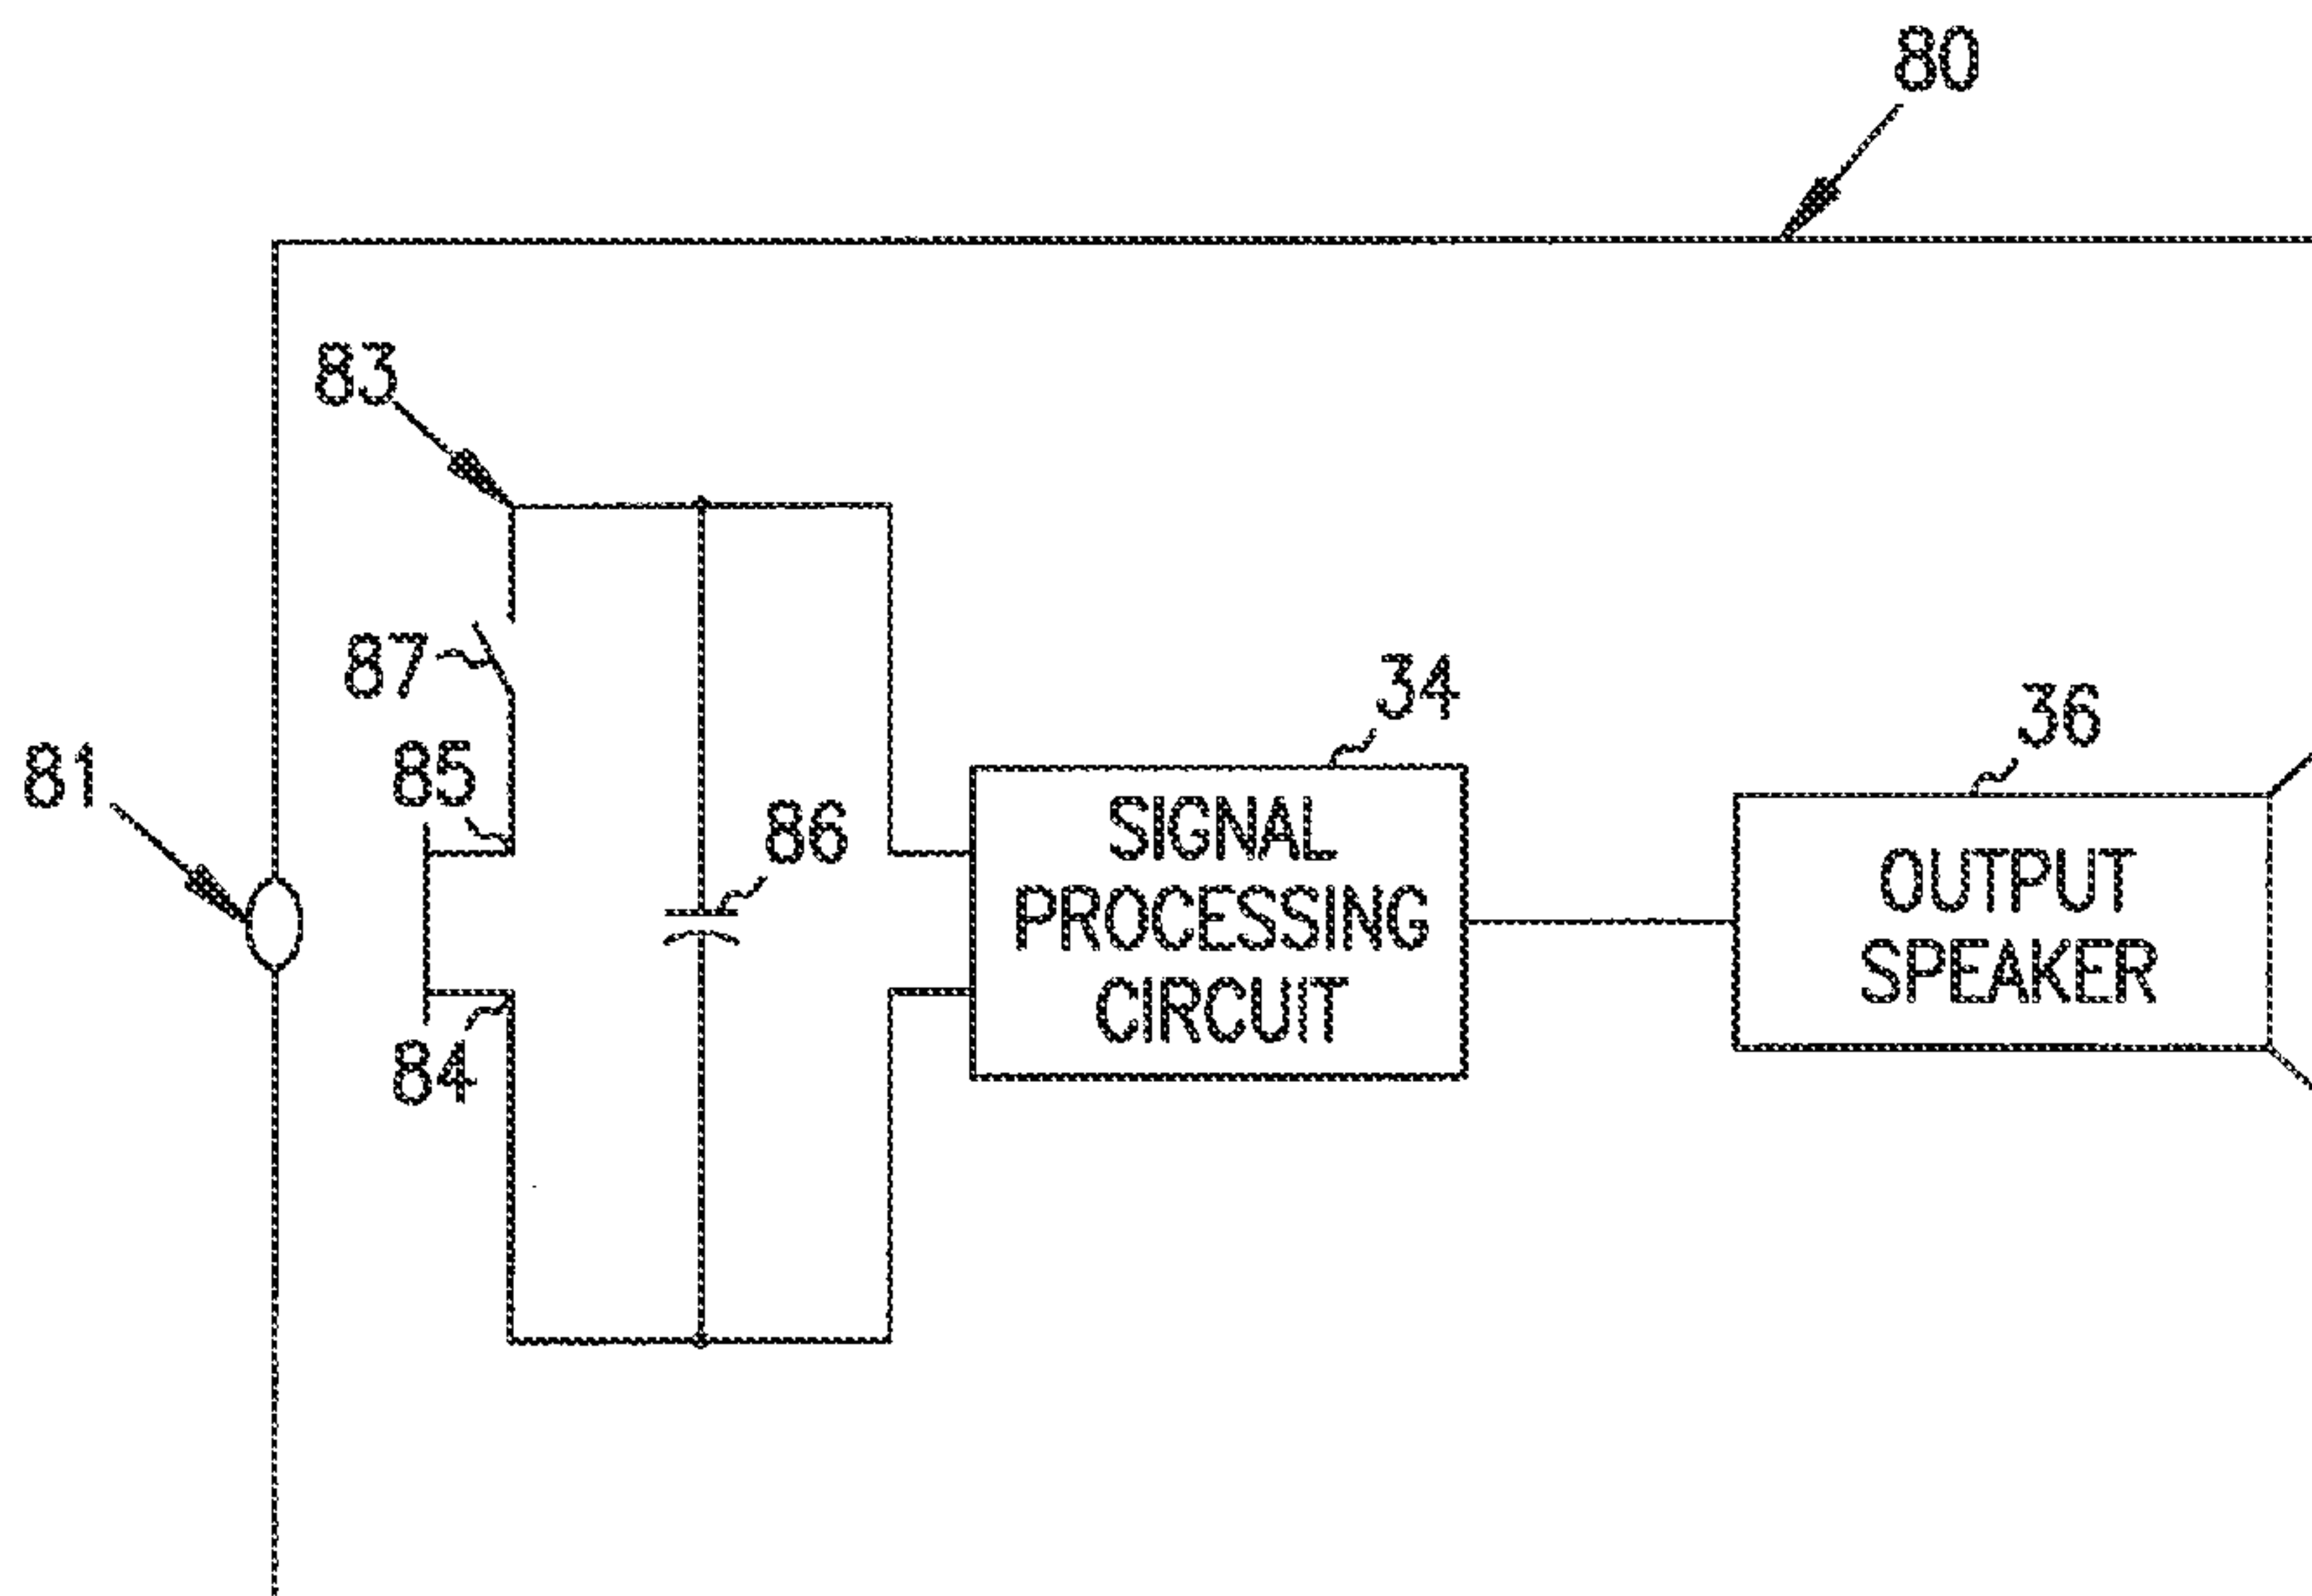 80
83
87
34
36
85
81
86
SIGNAL
PROCESSING
CIRCUIT
OUTPUT
SPEAKER
84